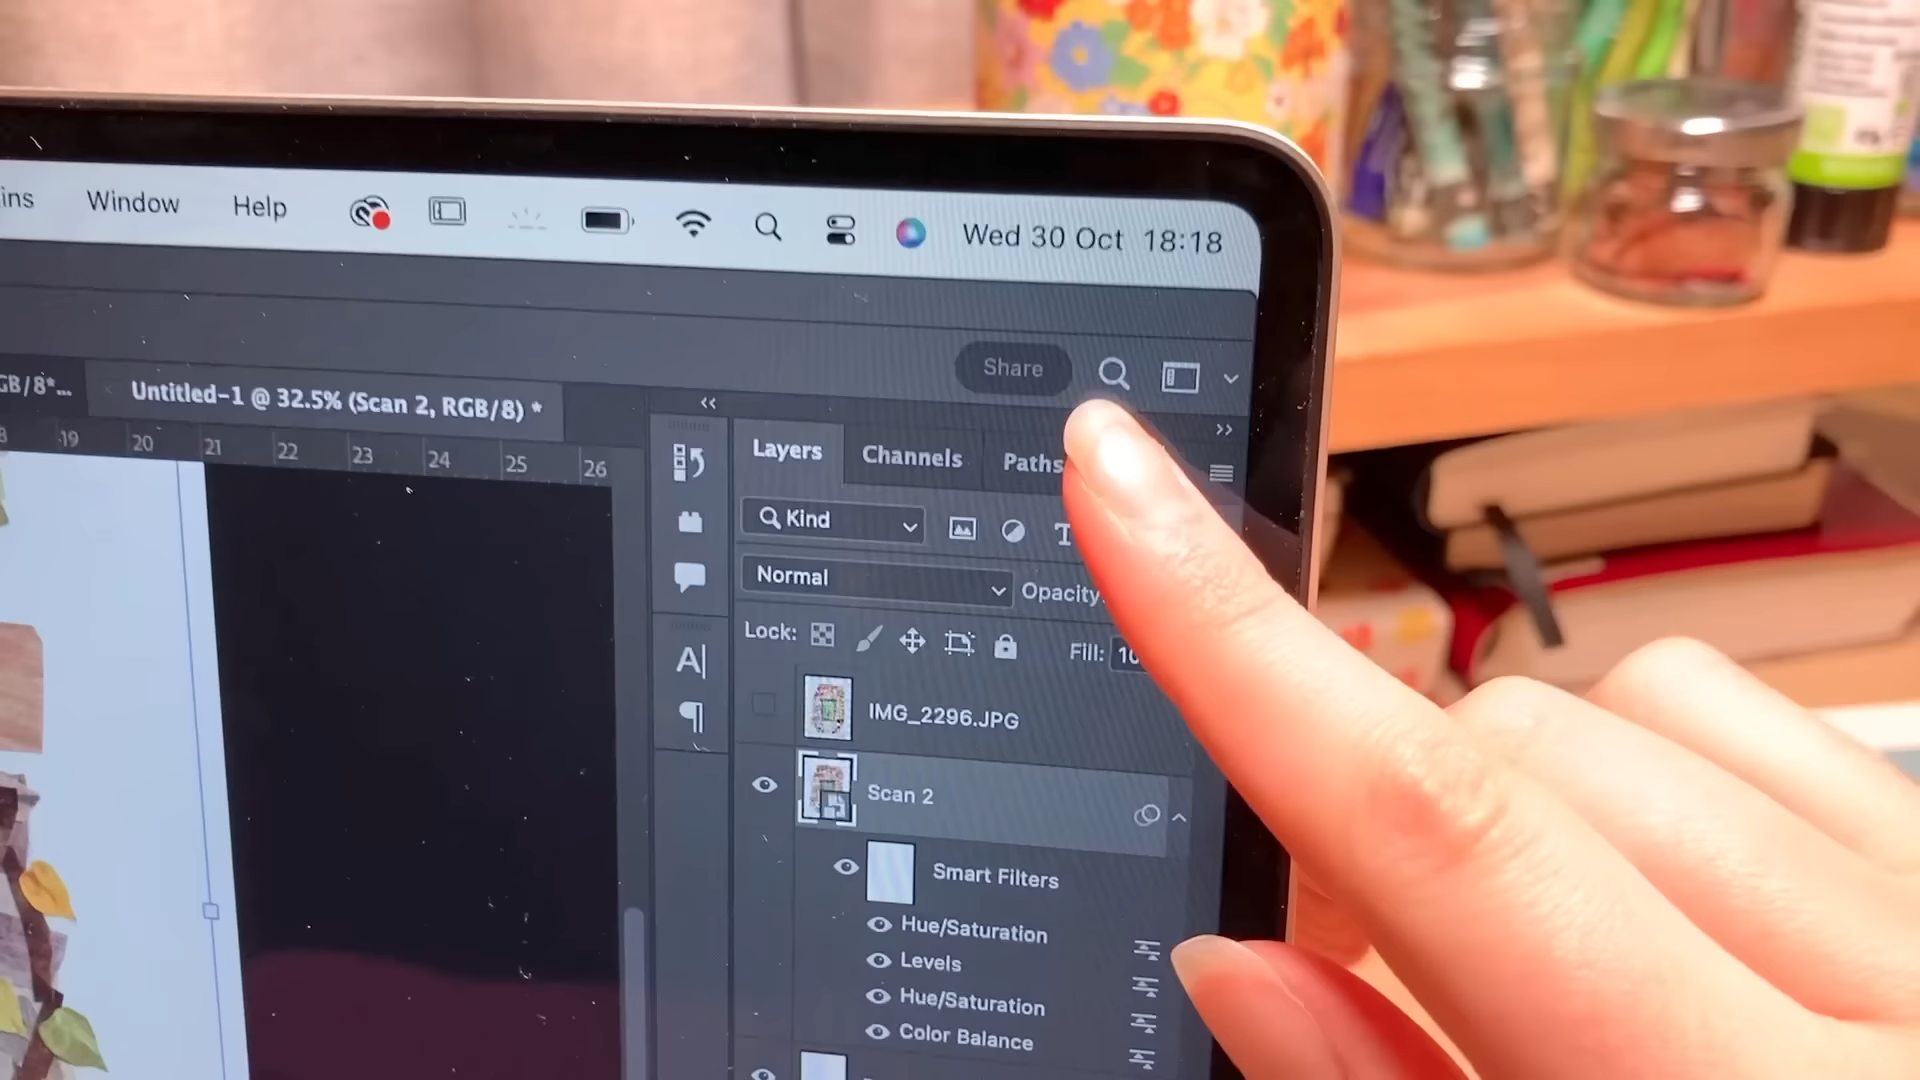 ins Window Help Wed 30 Oct 18:18
Share
GB/8*... Untitled-1 @ 32.5% (Scan 2, RGB/8) *
19 20 21 22 23 24 25 26
Layers Channels Paths
Kind T
Normal Opacity:
Lock: Fill: 10
IMG_2296.JPG
Scan 2
Smart Filters
Hue/Saturation
Levels
Hue/Saturation
Color Balance